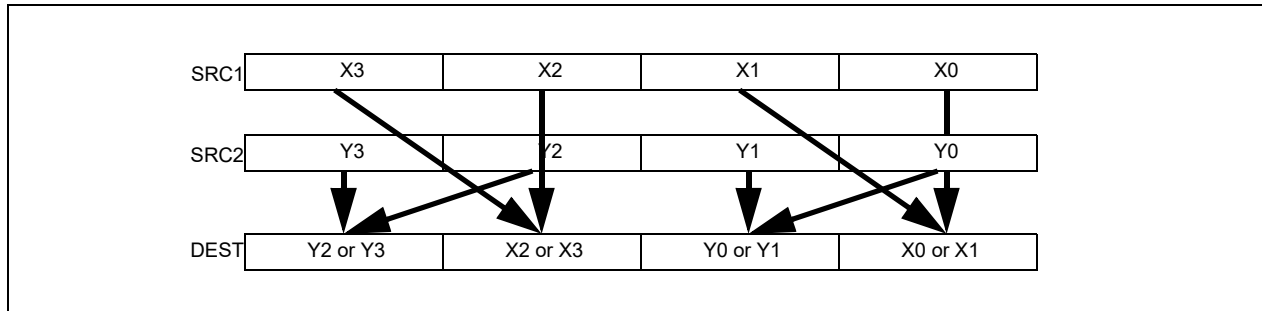 SRC1 X3 X2 X1 X0
SRC2 Y3 Y2 Y1 Y0
DEST Y2 or Y3 X2 or X3 Y0 or Y1 X0 or X1